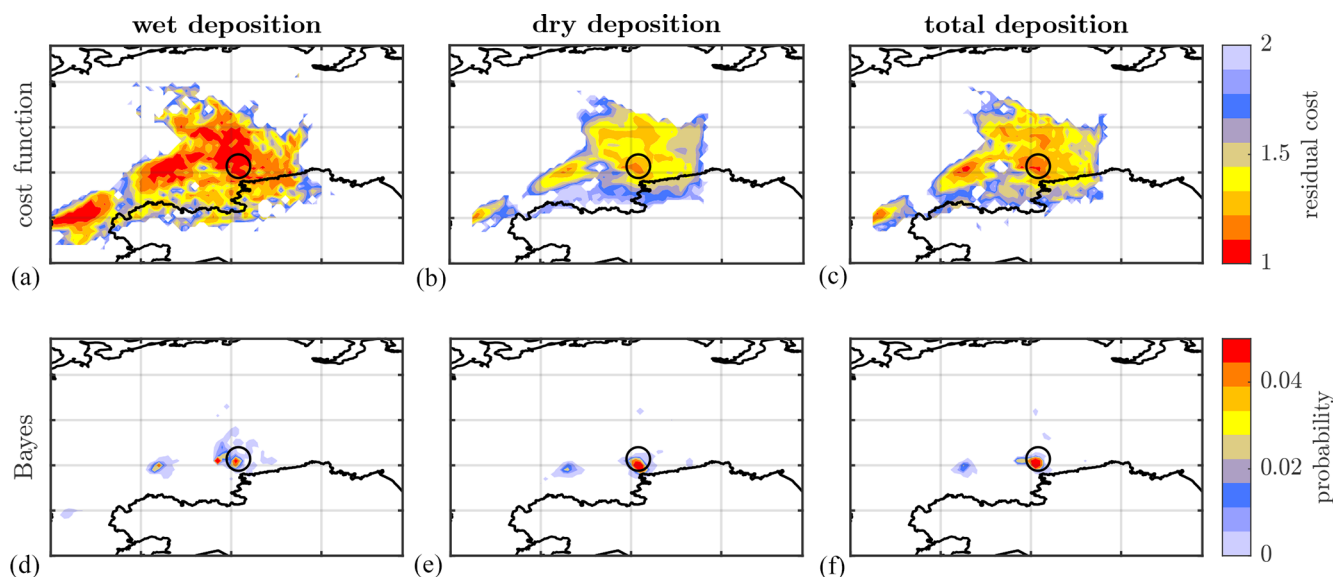 wet deposition
dry deposition
total deposition
cost function
2
1.5
1
residual cost
(a)
(b)
(c)
Bayes
0.04
0.02
0
probability
(d)
(e)
(f)